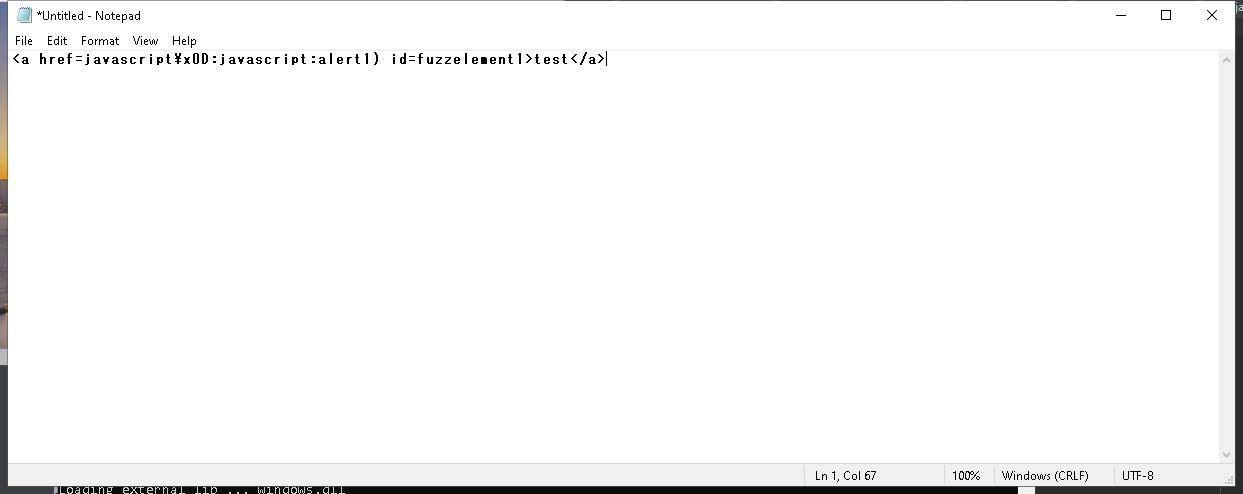 *Untitled - Notepad
File Edit Format View Help
<a href=javascript¥x0D:javascript:alert1) id=fuzzelement1>test</a>
Ln 1, Col 67 100% Windows (CRLF) UTF-8
Loading external lib ... windows.dll